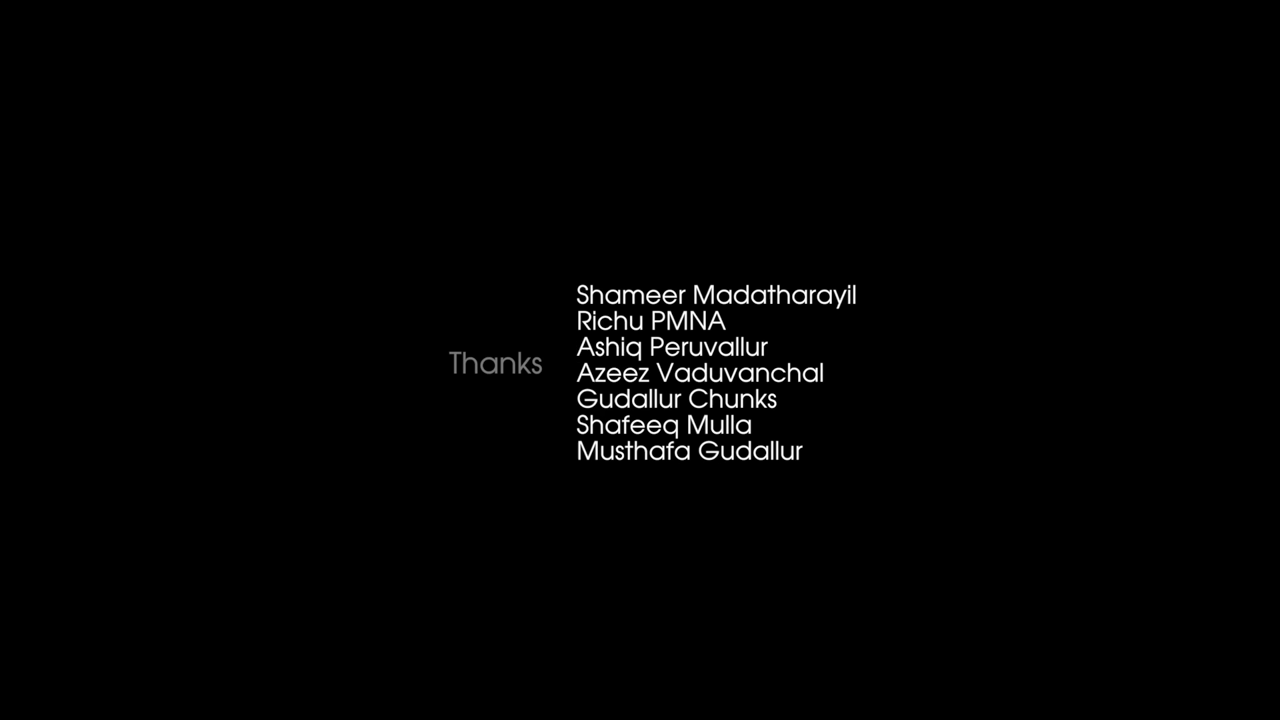 Thanks
Shameer Madatharayil
Richu PMNA
Ashiq Peruvallur
Azeez Vaduvanchal
Gudallur Chunks
Shafeeq Mulla
Musthafa Gudallur